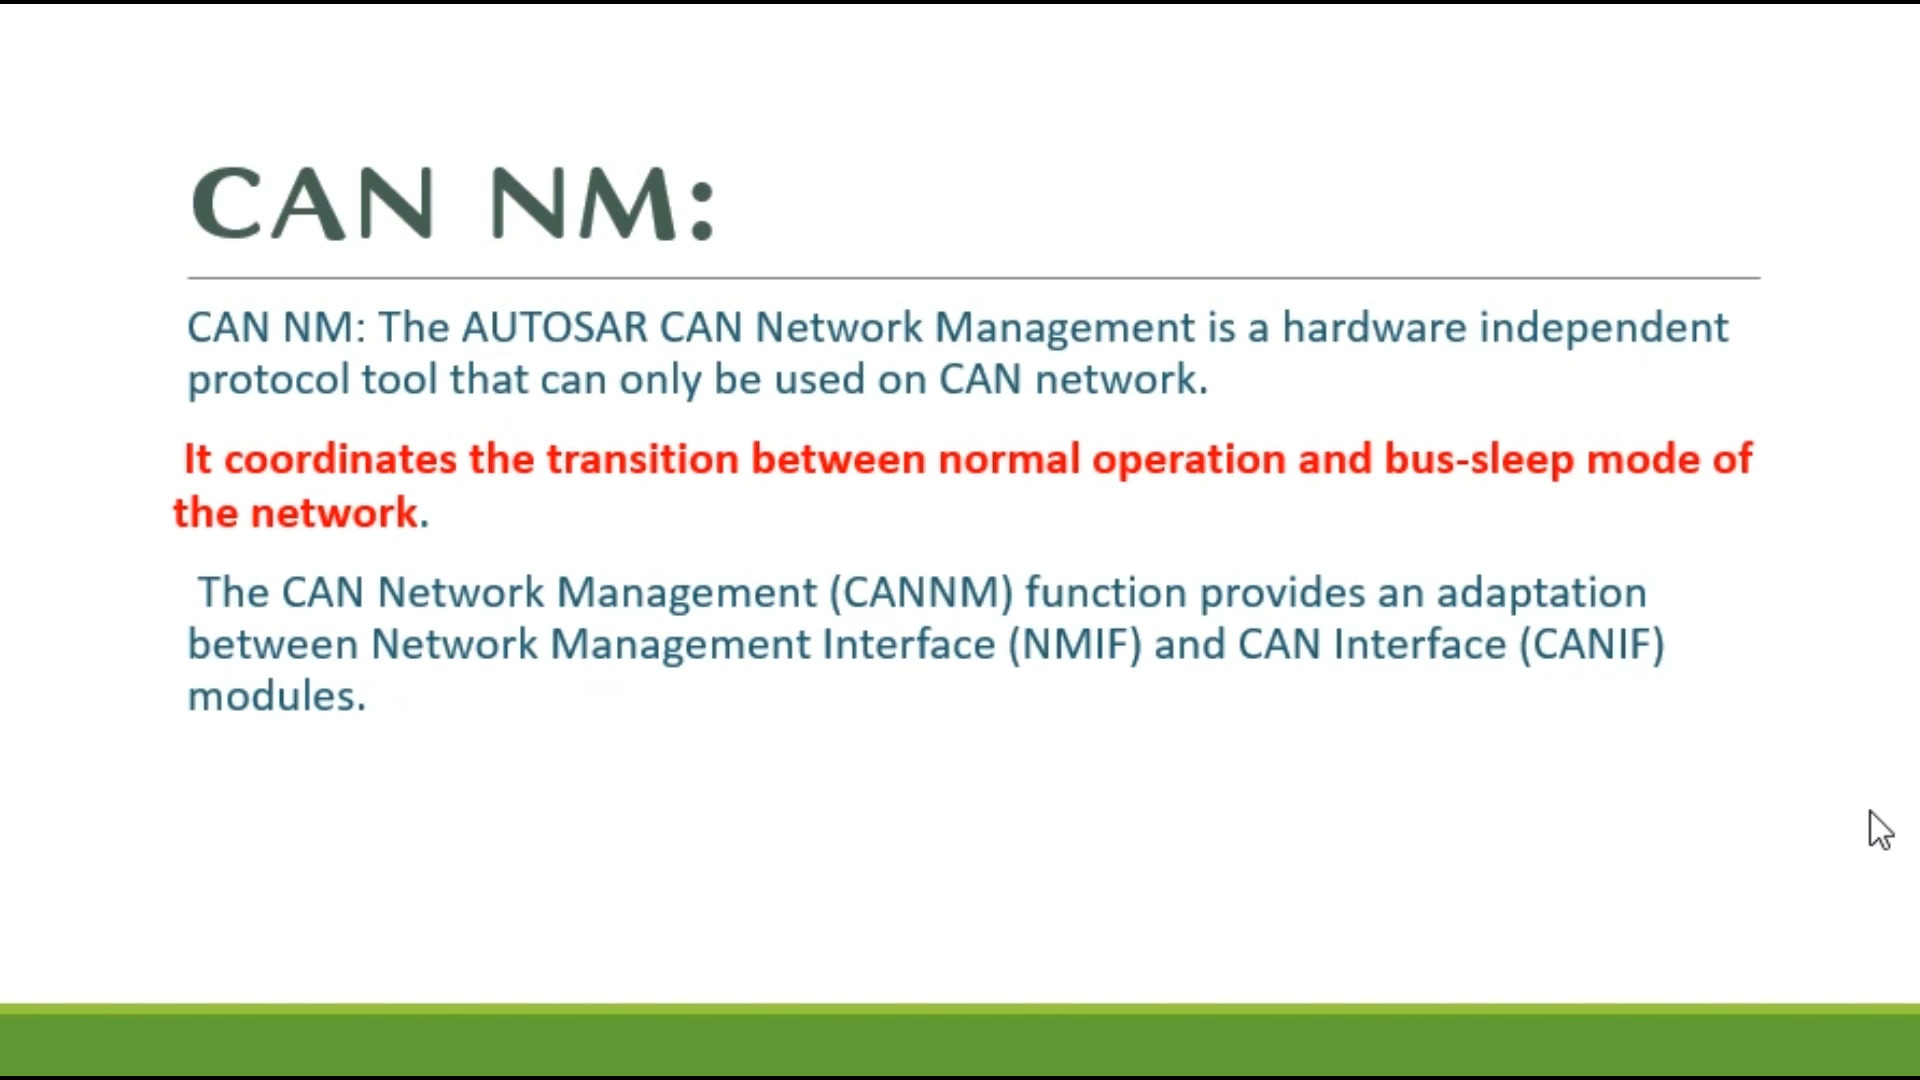 CAN NM:
CAN NM: The AUTOSAR CAN Network Management is a hardware independent
protocol tool that can only be used on CAN network.
It coordinates the transition between normal operation and bus-sleep mode of
the network.
The CAN Network Management (CANNM) function provides an adaptation
between Network Management Interface (NMIF) and CAN Interface (CANIF)
modules.